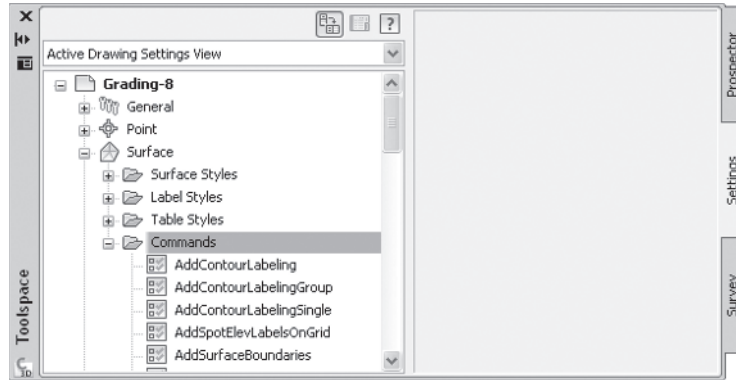 ?
Active Drawing Settings View
Grading-8
General
Point
Surface
Surface Styles
Label Styles
Table Styles
Commands
AddContourLabeling
AddContourLabelingGroup
AddContourLabelingSingle
AddSpotElevLabelsOnGrid
AddSurfaceBoundaries
Toolspace
Prospector
Settings
Survey